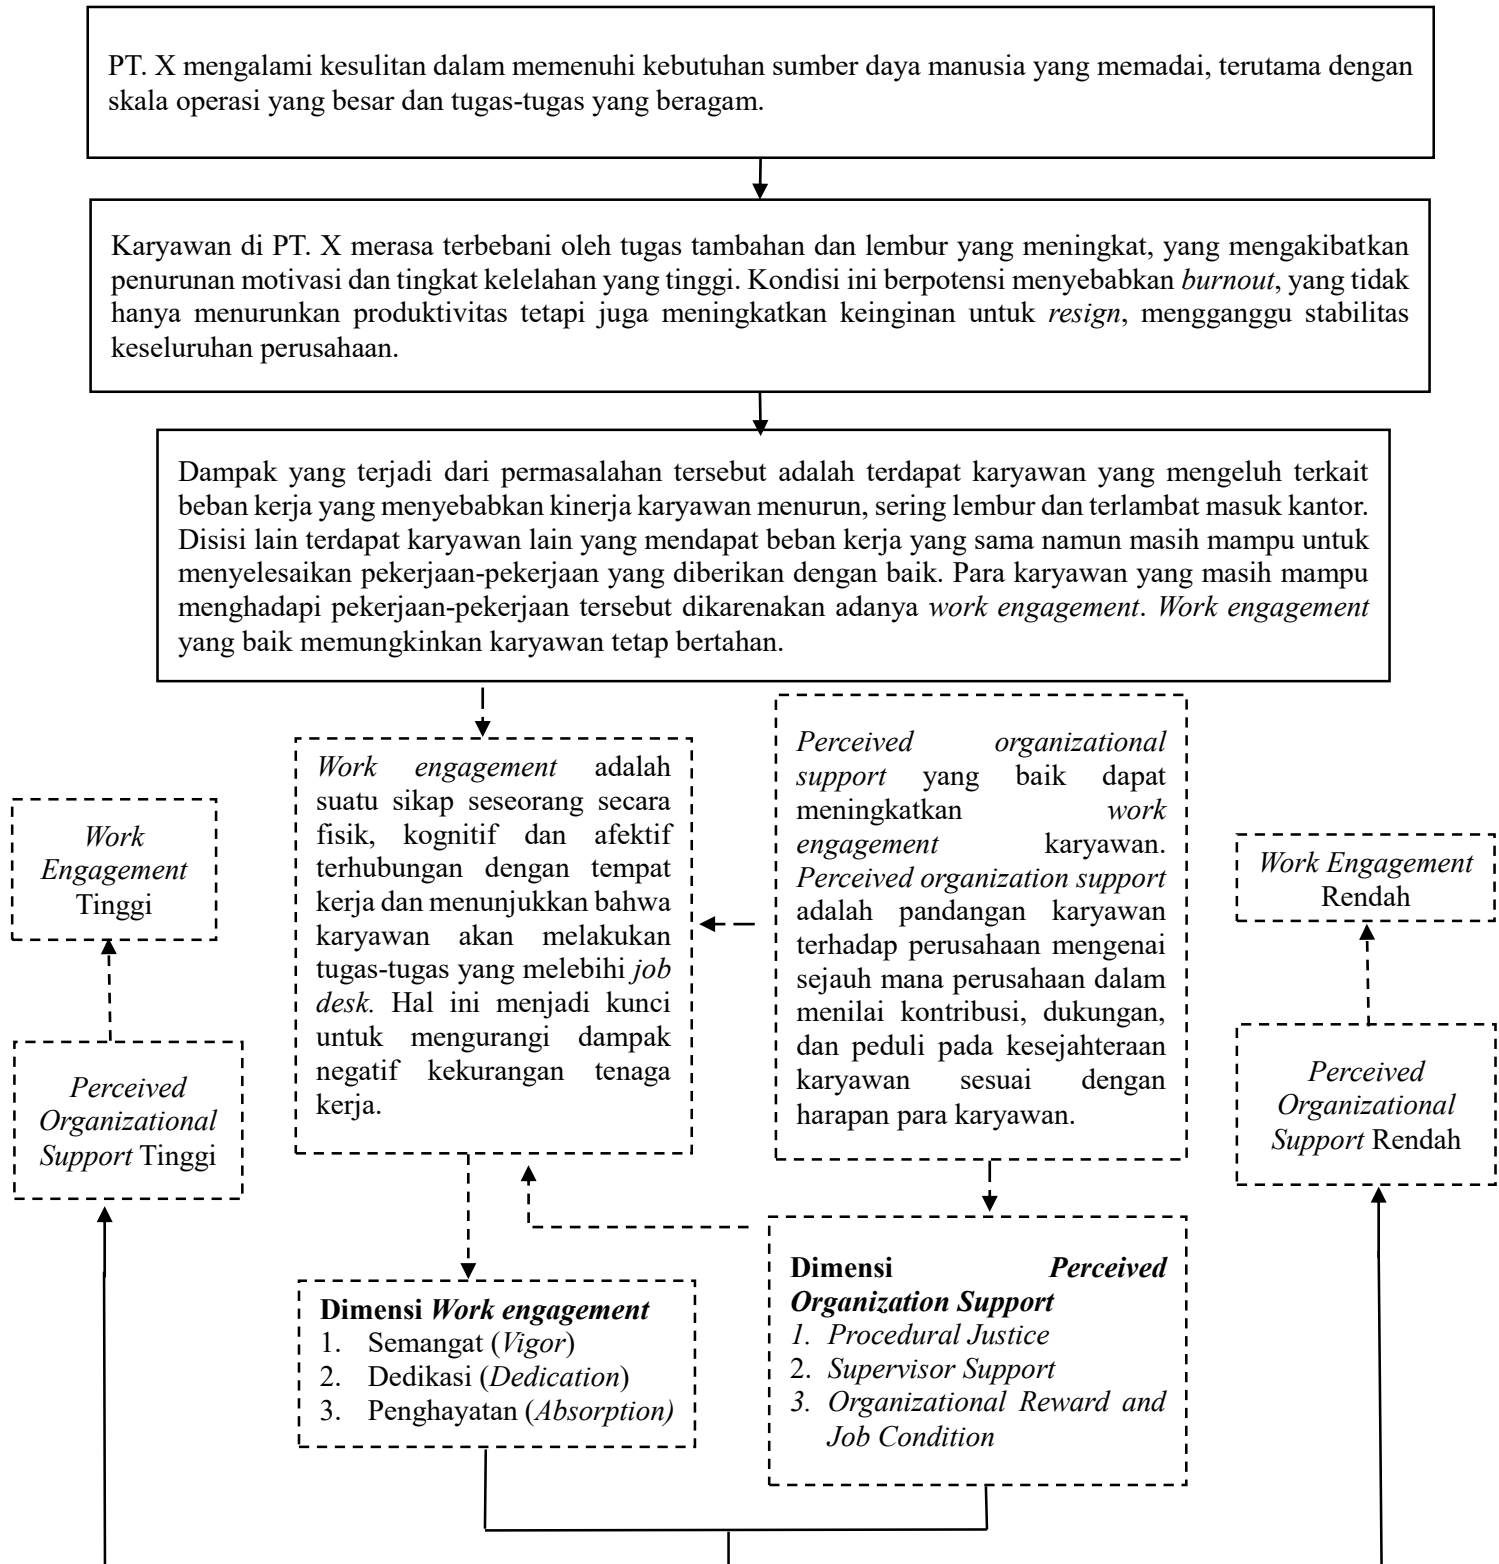 PT. X mengalami kesulitan dalam memenuhi kebutuhan sumber daya manusia yang memadai, terutama dengan
skala operasi yang besar dan tugas-tugas yang beragam.
Karyawan di PT. X merasa terbebani oleh tugas tambahan dan lembur yang meningkat, yang mengakibatkan
penurunan motivasi dan tingkat kelelahan yang tinggi. Kondisi ini berpotensi menyebabkan burnout, yang tidak
hanya menurunkan produktivitas tetapi juga meningkatkan keinginan untuk resign, mengganggu stabilitas
keseluruhan perusahaan.
Dampak yang terjadi dari permasalahan tersebut adalah terdapat karyawan yang mengeluh terkait
beban kerja yang menyebabkan kinerja karyawan menurun, sering lembur dan terlambat masuk kantor.
Disisi lain terdapat karyawan lain yang mendapat beban kerja yang sama namun masih mampu untuk
menyelesaikan pekerjaan-pekerjaan yang diberikan dengan baik. Para karyawan yang masih mampu
menghadapi pekerjaan-pekerjaan tersebut dikarenakan adanya work engagement. Work engagement
yang baik memungkinkan karyawan tetap bertahan.
Work
Engagement
Tinggi
Perceived
Organizational
Support Tinggi
Work engagement adalah
suatu sikap seseorang secara
fisik, kognitif dan afektif
terhubungan dengan tempat
kerja dan menunjukkan bahwa
karyawan akan melakukan
tugas-tugas yang melebihi job
desk. Hal ini menjadi kunci
untuk mengurangi dampak
negatif kekurangan tenaga
kerja.
Perceived organizational
support yang baik dapat
meningkatkan work
engagement karyawan.
Perceived organization support
adalah pandangan karyawan
terhadap perusahaan mengenai
sejauh mana perusahaan dalam
menilai kontribusi, dukungan,
dan peduli pada kesejahteraan
karyawan sesuai dengan
harapan para karyawan.
Work Engagement
Rendah
Perceived
Organizational
Support Rendah
Dimensi Work engagement
1. Semangat (Vigor)
2. Dedikasi (Dedication)
3. Penghayatan (Absorption)
Dimensi Perceived
Organization Support
1. Procedural Justice
2. Supervisor Support
3. Organizational Reward and
Job Condition